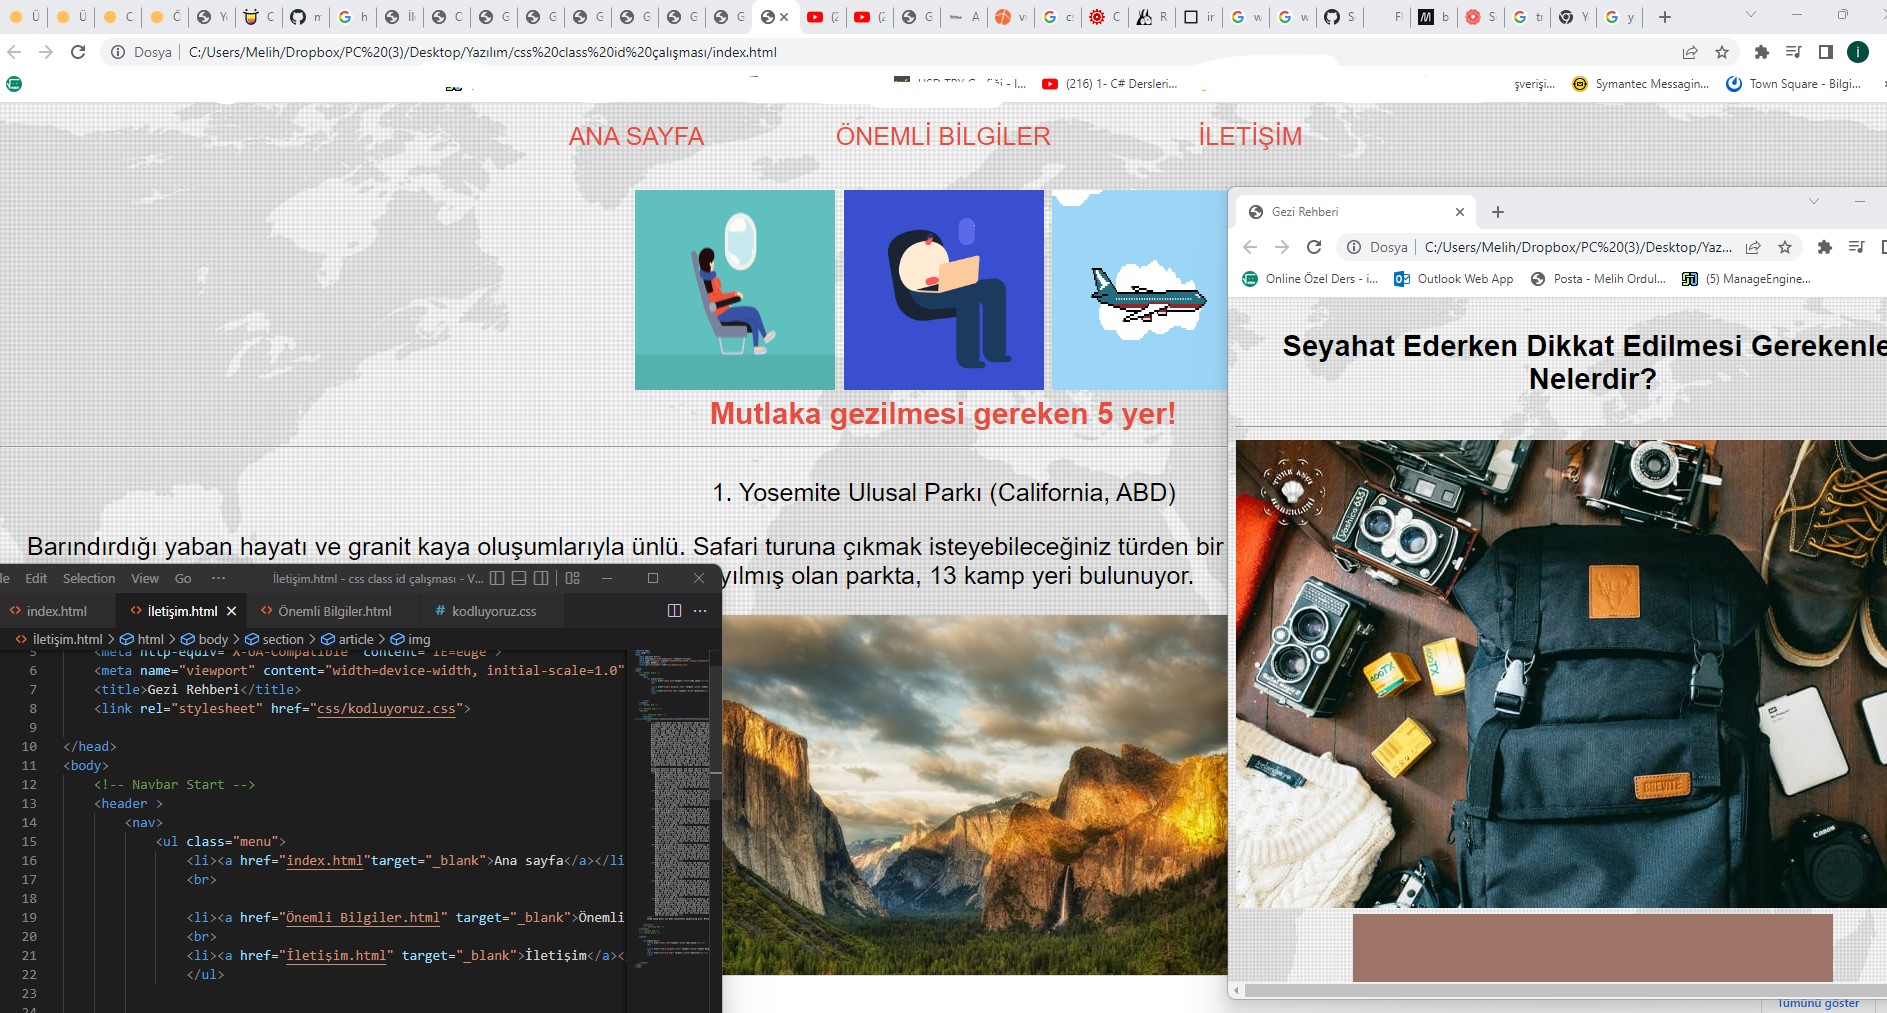 Dosya
C:/Users/Melih/Dropbox/PC%20(3)/Desktop/Yazılım/css%20class%20id%20çalışması/index.html
(216) 1- C# Dersleri...
şverişi...
Symantec Messagin...
Town Square - Bilgi...
ANA SAYFA
ÖNEMLİ BİLGİLER
İLETİŞİM
Mutlaka gezilmesi gereken 5 yer!
1. Yosemite Ulusal Parkı (California, ABD)
Barındırdığı yaban hayatı ve granit kaya oluşumlarıyla ünlü. Safari turuna çıkmak isteyebileceğiniz türden bir
yılmış olan parkta, 13 kamp yeri bulunuyor.
Gezi Rehberi
Dosya
C:/Users/Melih/Dropbox/PC%20(3)/Desktop/Yaz...
Online Özel Ders - i...
Outlook Web App
Posta - Melih Ordul...
(5) ManageEngine...
Seyahat Ederken Dikkat Edilmesi Gerekenle
Nelerdir?
TÜRK AVCI
HABERLERİ
Yashica 635
400TX
400TX
BREVITE
Canon
Tümünü göster
le Edit Selection View Go ...
İletişim.html - css class id çalışması - V...
index.html
İletişim.html
Önemli Bilgiler.html
# kodluyoruz.css
İletişim.html > html > body > section > article > img
5 <meta http-equiv="X-UA-Compatible" content="IE=edge">
6 <meta name="viewport" content="width=device-width, initial-scale=1.0"
7 <title>Gezi Rehberi</title>
8 <link rel="stylesheet" href="css/kodluyoruz.css">
9
10 </head>
11 <body>
12 <!-- Navbar Start -->
13 <header >
14 <nav>
15 <ul class="menu">
16 <li><a href="index.html"target="_blank">Ana sayfa</a></li
17 <br>
18
19 <li><a href="Önemli Bilgiler.html" target="_blank">Önemli
20 <br>
21 <li><a href="İletişim.html" target="_blank">İletişim</a><
22 </ul>
23
24